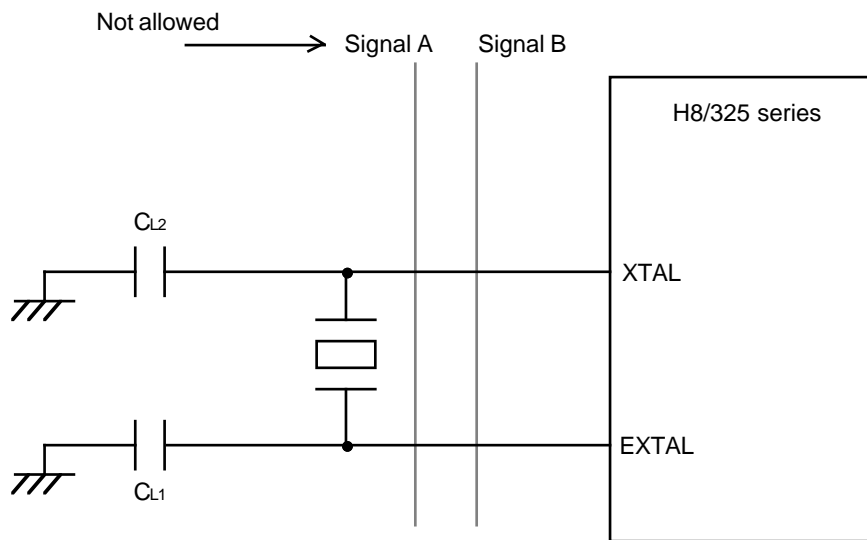 Not allowed
Signal A
Signal B
H8/325 series
CL2
XTAL
EXTAL
CL1